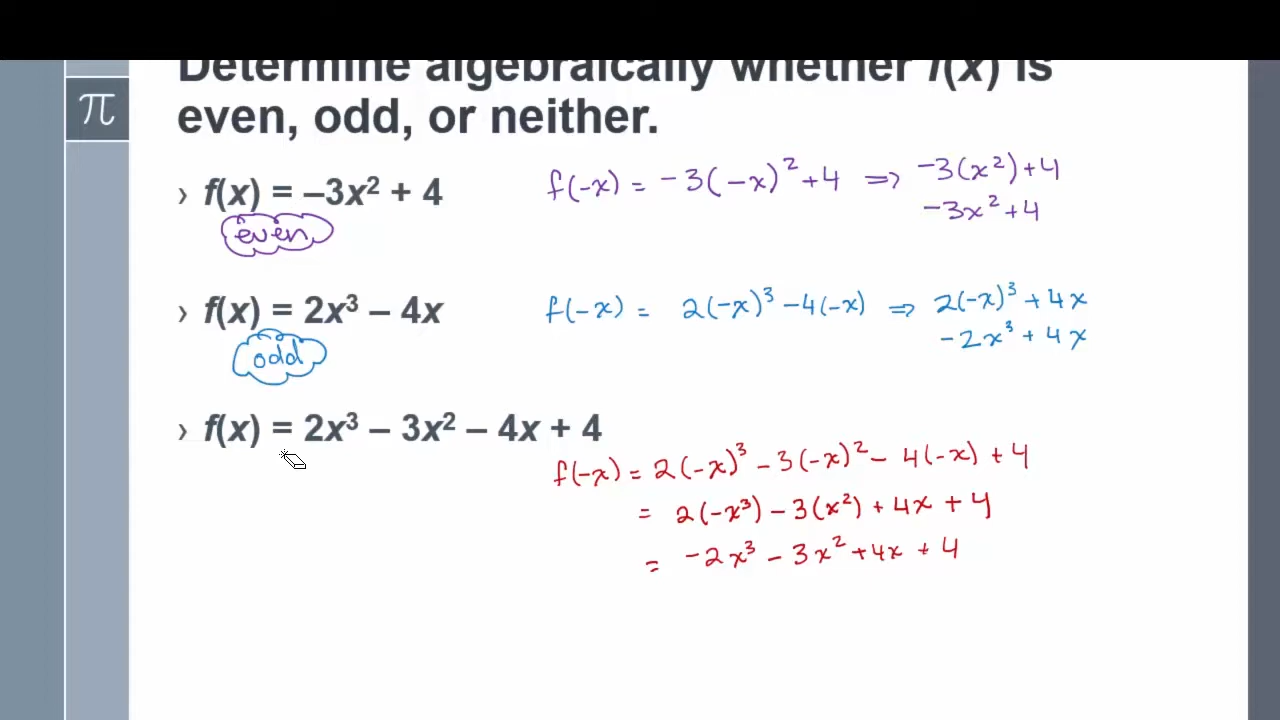 Determine algebraically whether f(x) is
even, odd, or neither.
π
› f(x) = –3x² + 4
f(-x) = -3(-x)² +4 ⇒ -3(x²)+4
-3x²+4
even
› f(x) = 2x³ – 4x
f(-x) = 2(-x)³ -4(-x) ⇒ 2(-x)³ +4x
-2x³ + 4x
odd
› f(x) = 2x³ – 3x² – 4x + 4
f(-x) = 2(-x)³ -3(-x)² - 4(-x) +4
= 2(-x³) -3(x²) + 4x + 4
= -2x³ - 3x² +4x + 4